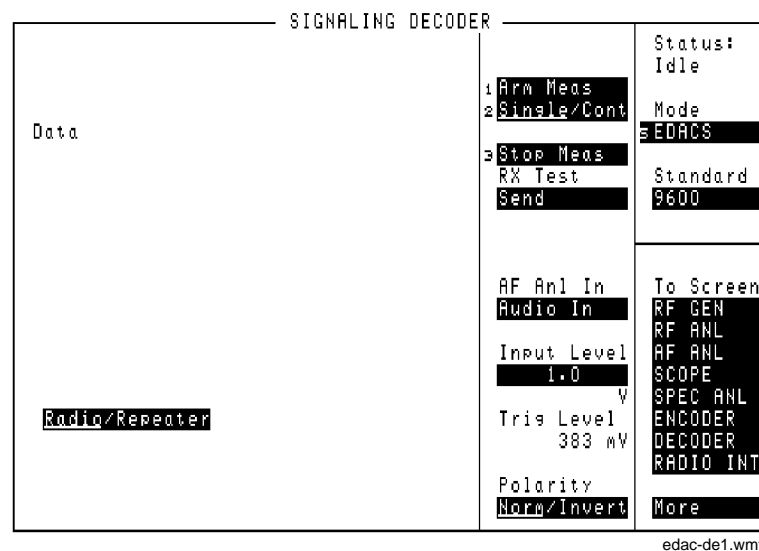 SIGNALING DECODER
Data
Radio/Repeater
1 Arm Meas
2 Single/Cont
3 Stop Meas
RX Test
Send
AF Anl In
Audio In
Input Level
1.0
V
Trig Level
383 mV
Polarity
Norm/Invert
Status:
Idle
Mode
S EDACS
Standard
9600
To Screen
RF GEN
RF ANL
AF ANL
SCOPE
SPEC ANL
ENCODER
DECODER
RADIO INT
More
edac-de1.wmf